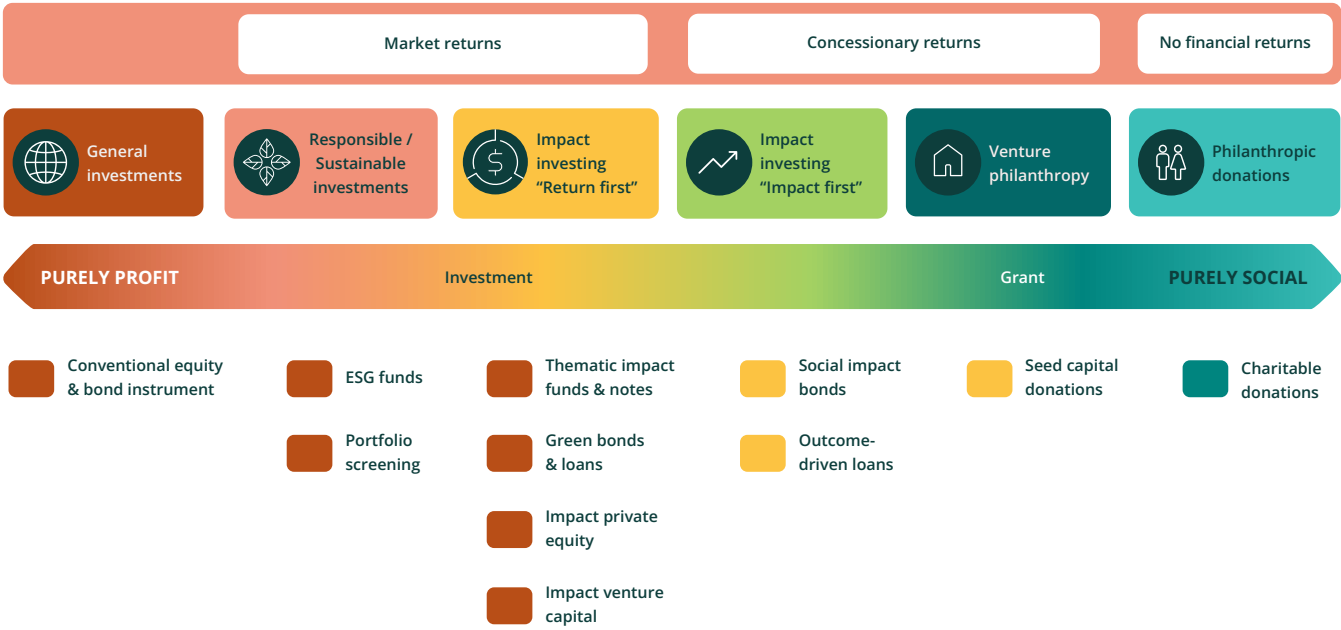 Market returns
Concessionary returns
No financial returns
General
investments
Responsible /
Sustainable
investments
Impact
investing
“Return first”
Impact
investing
“Impact first”
Venture
philanthropy
Philanthropic
donations
PURELY PROFIT
Investment
Grant
PURELY SOCIAL
Conventional equity
& bond instrument
ESG funds
Portfolio
screening
Thematic impact
funds & notes
Green bonds
& loans
Impact private
equity
Impact venture
capital
Social impact
bonds
Outcome-
driven loans
Seed capital
donations
Charitable
donations